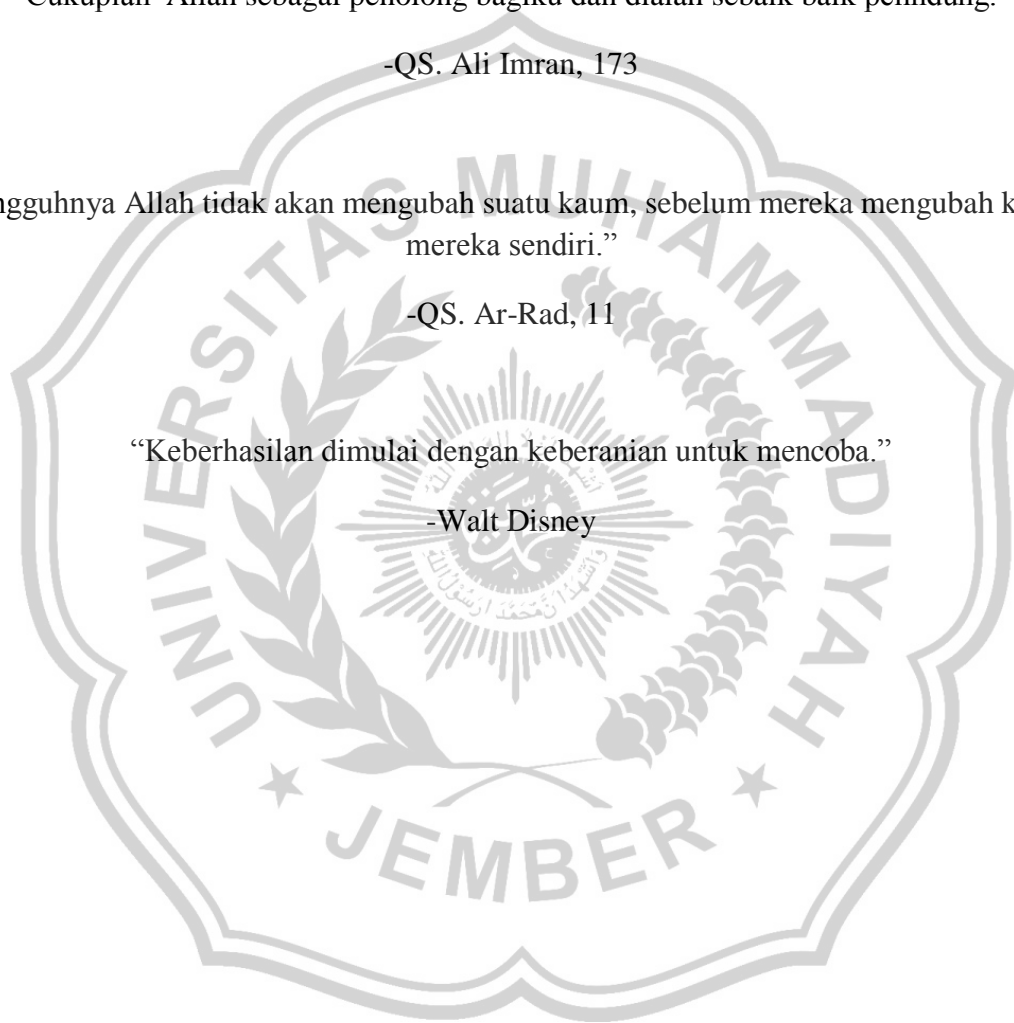 Cukuplah Allah sebagai penolong bagiku dan dialah sebaik baik pelindung.
-QS. Ali Imran, 173
Allah tidak akan mengubah suatu kaum, sebelum mereka mengubah
mereka sendiri.”
-QS. Ar-Rad, 11
“Keberhasilan dimulai dengan keberanian untuk mencoba.”
-Walt Disney
UNIVERSITAS MUHAMMADIYAH
JEMBER